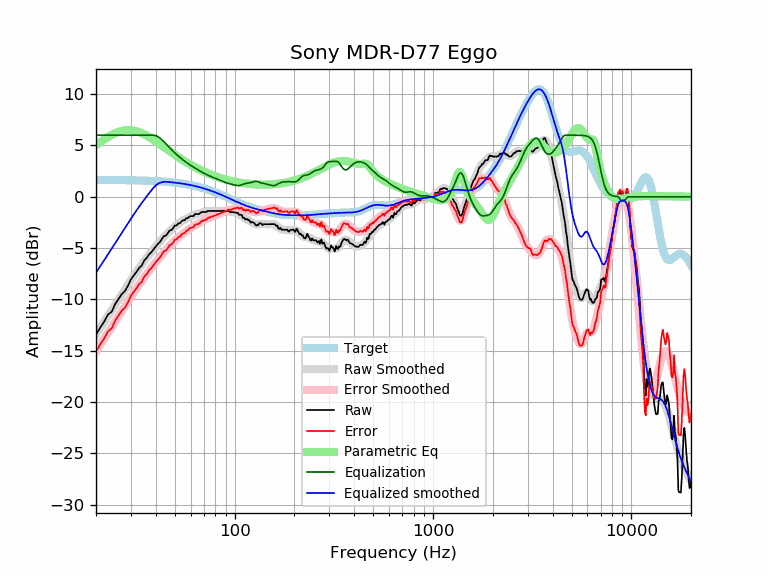 Sony MDR-D77 Eggo
Amplitude (dBr)
10
5
0
−5
−10
−15
−20
−25
−30
Target
Raw Smoothed
Error Smoothed
Raw
Error
Parametric Eq
Equalization
Equalized smoothed
100
1000
10000
Frequency (Hz)